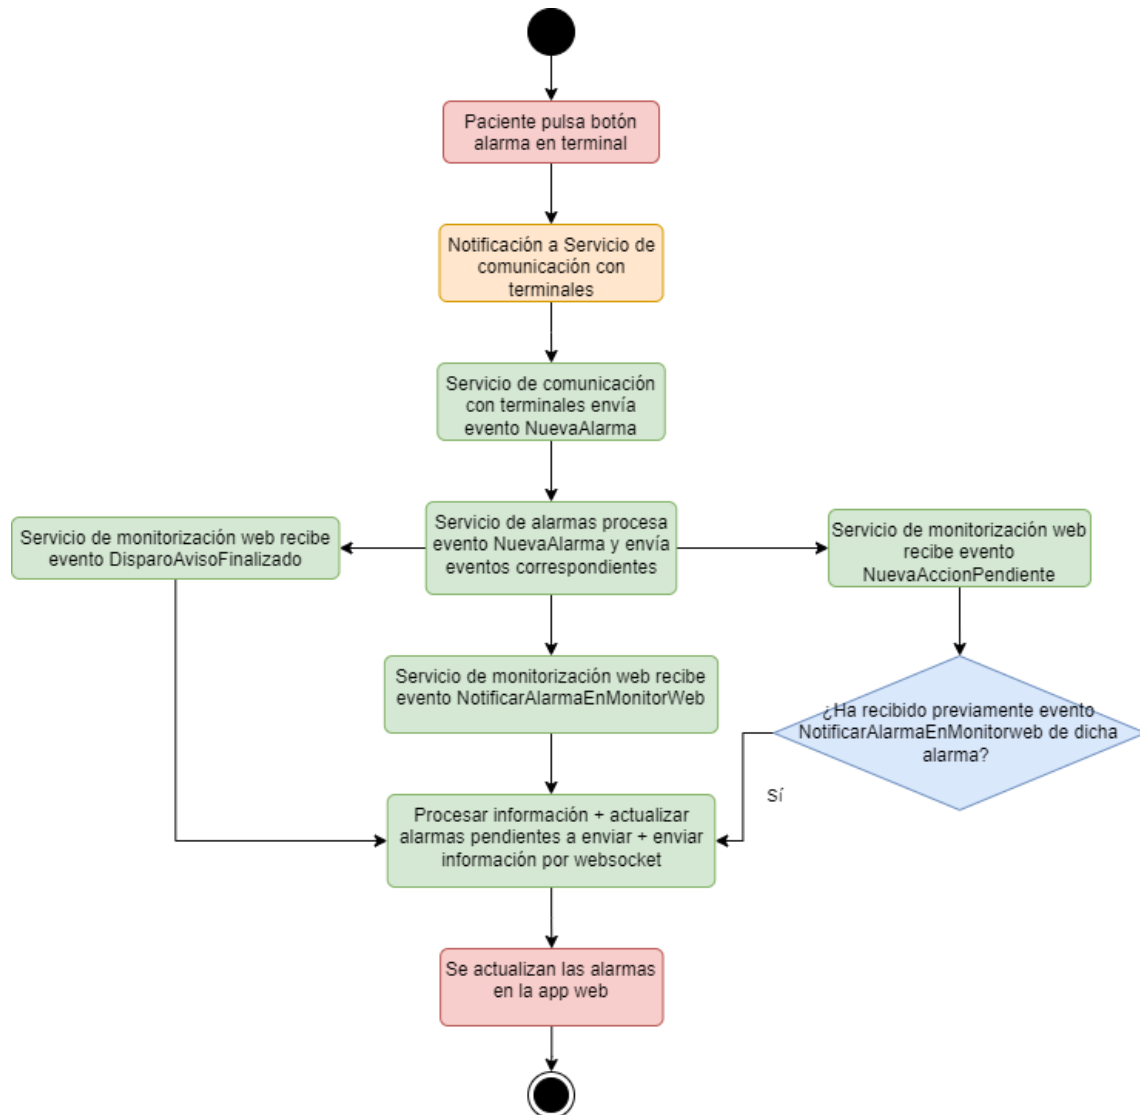 Paciente pulsa botón
alarma en terminal
Notificación a Servicio de
comunicación con
terminales
Servicio de comunicación
con terminales envía
evento NuevaAlarma
Servicio de monitorización web recibe
evento DisparoAvisoFinalizado
Servicio de alarmas procesa
evento NuevaAlarma y envía
eventos correspondientes
Servicio de monitorización web
recibe evento
NuevaAccionPendiente
Servicio de monitorización web recibe
evento NotificarAlarmaEnMonitorWeb
¿Ha recibido previamente evento
NotificarAlarmaEnMonitorweb de dicha
alarma?
Sí
Procesar información + actualizar
alarmas pendientes a enviar + enviar
información por websocket
Se actualizan las alarmas
en la app web